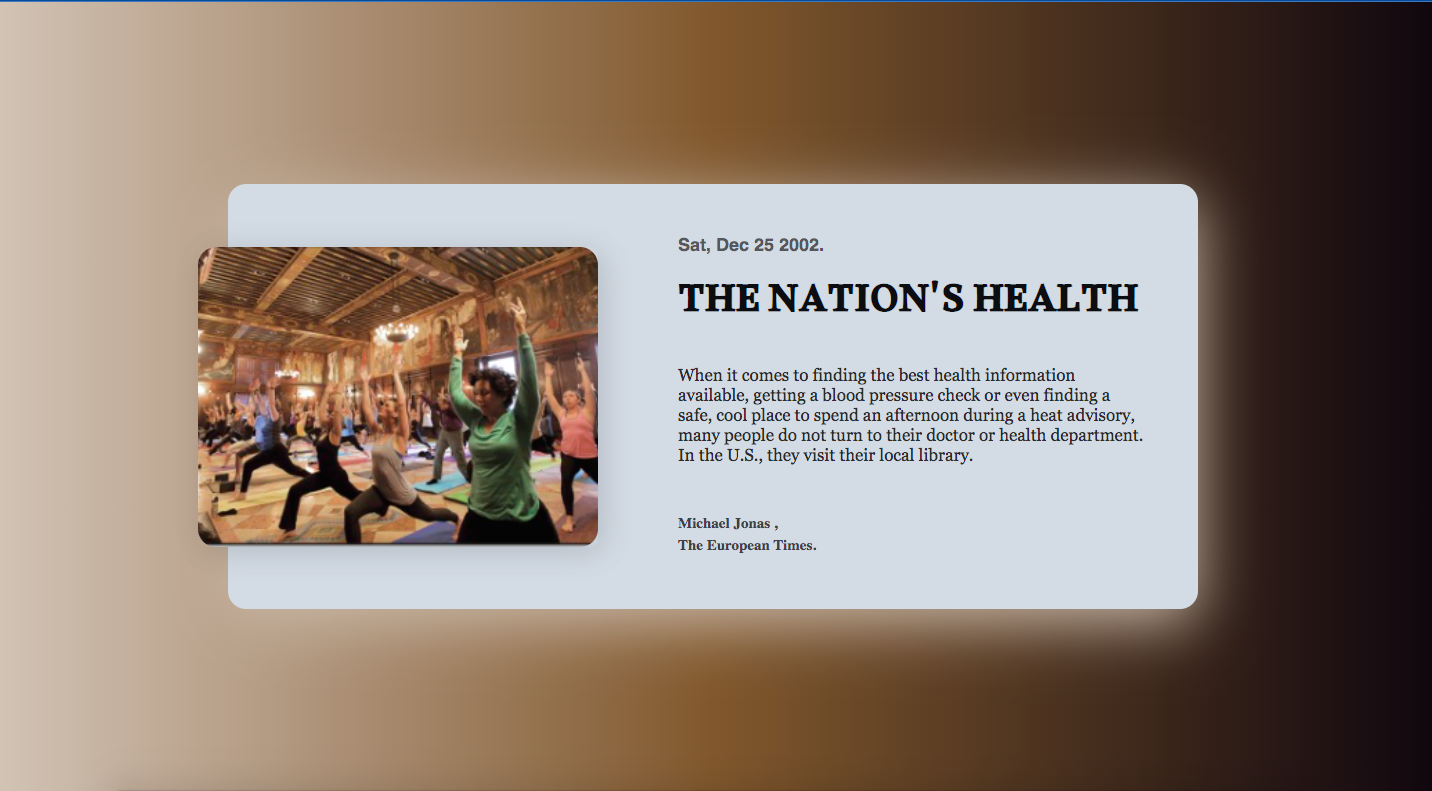 Sat, Dec 25 2002.
THE NATION'S HEALTH
When it comes to finding the best health information
available, getting a blood pressure check or even finding a
safe, cool place to spend an afternoon during a heat advisory,
many people do not turn to their doctor or health department.
In the U.S., they visit their local library.
Michael Jonas ,
The European Times.